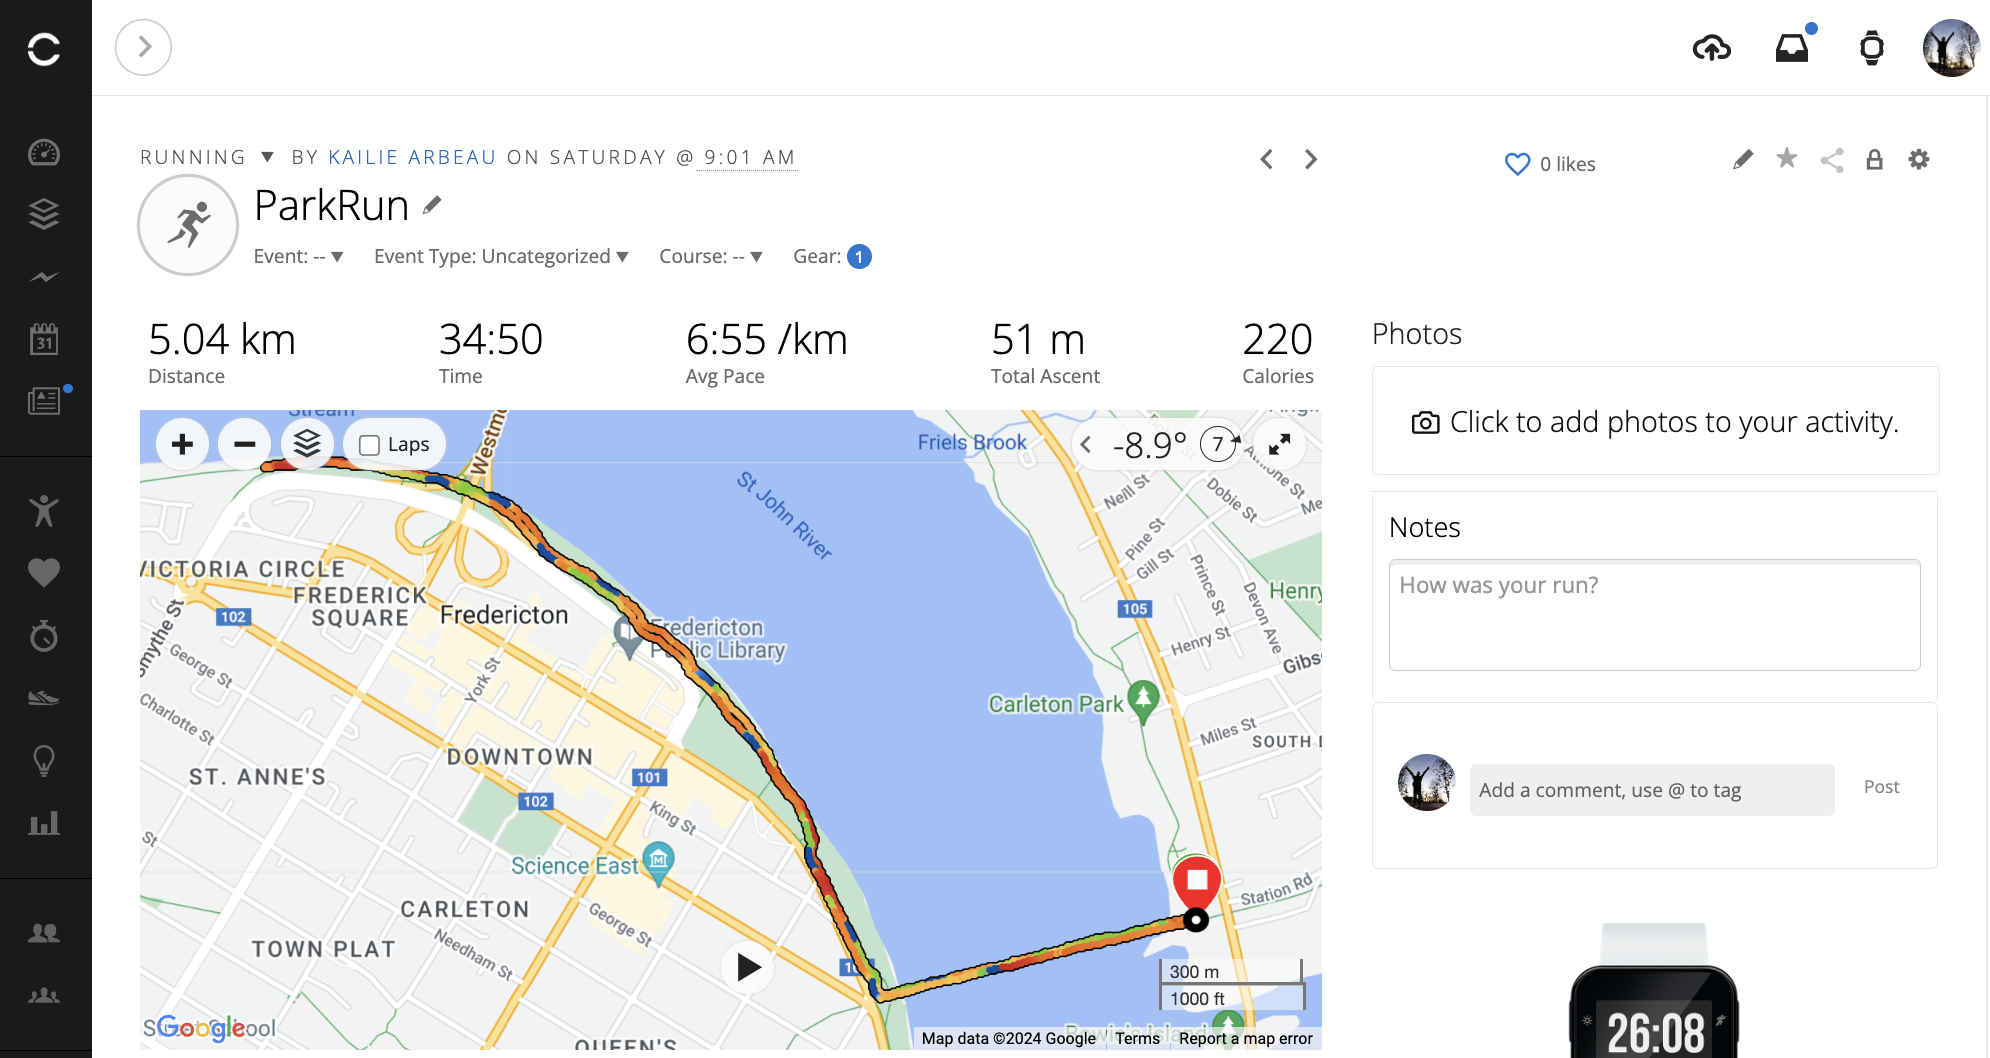 RUNNING ▼ BY KAILIE ARBEAU ON SATURDAY @ 9:01 AM
0 likes
ParkRun
Event: -- ▼ Event Type: Uncategorized ▼ Course: -- ▼ Gear: 1
5.04 km 34:50 6:55 /km 51 m 220
Distance Time Avg Pace Total Ascent Calories
Photos
Click to add photos to your activity.
Notes
How was your run?
Add a comment, use @ to tag
Post
26:08
31
Stream
Laps
Westmo
Friels Brook
-8.9° 7
St John River
Neill St
Dobie St
Pine St
Gill St
Prince St
Devon Ave
Henry
Henry St
Gibs
105
VICTORIA CIRCLE
FREDERICK
SQUARE
Fredericton
102
Smythe St
George St
York St
Fredericton
Public Library
Charlotte St
Carleton Park
Miles St
SOUTH D
DOWNTOWN
ST. ANNE'S
101
102
King St
St
Science East
CARLETON
George St
Station Rd
TOWN PLAT
Needham St
300 m
1000 ft
Google
QUEEN'S
Map data ©2024 Google Terms Report a map error